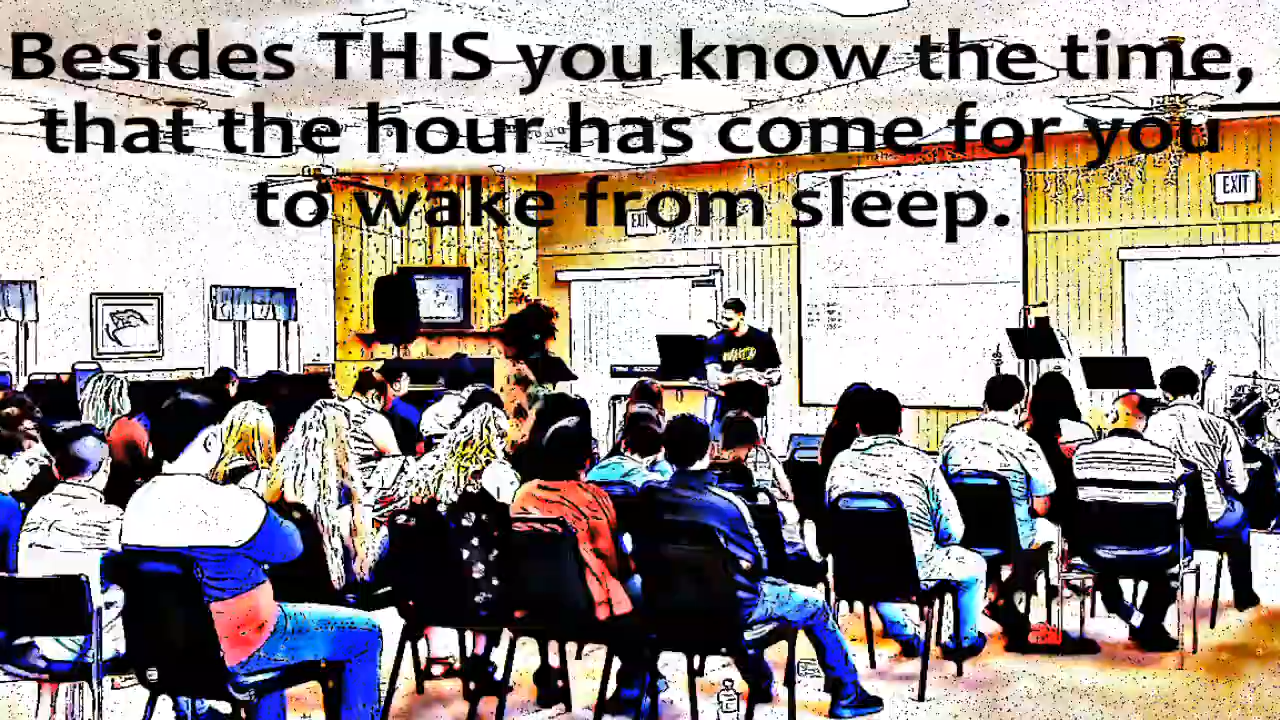 Besides THIS you know the time,
that the hour has come for you
to wake from sleep.
EXIT
EXIT